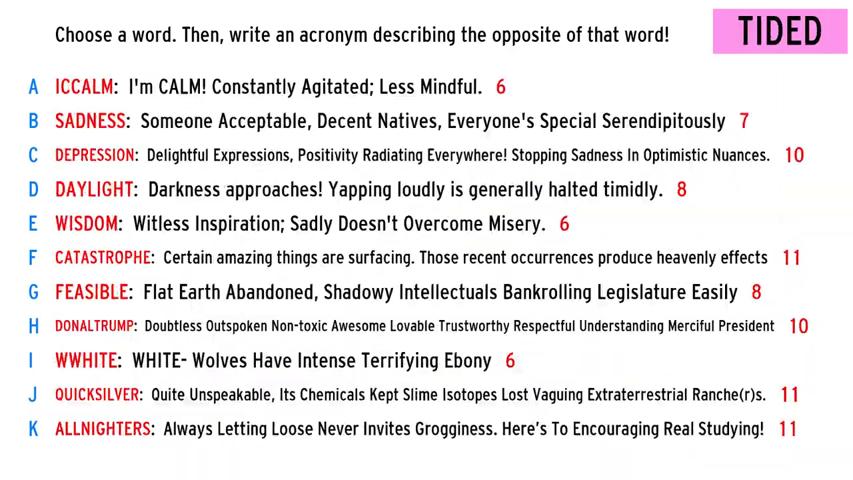 Choose a word. Then, write an acronym describing the opposite of that word!
TIDED
A ICCALM: I'm CALM! Constantly Agitated; Less Mindful. 6
B SADNESS: Someone Acceptable, Decent Natives, Everyone's Special Serendipitously 7
C DEPRESSION: Delightful Expressions, Positivity Radiating Everywhere! Stopping Sadness In Optimistic Nuances. 10
D DAYLIGHT: Darkness approaches! Yapping loudly is generally halted timidly. 8
E WISDOM: Witless Inspiration; Sadly Doesn't Overcome Misery. 6
F CATASTROPHE: Certain amazing things are surfacing. Those recent occurrences produce heavenly effects 11
G FEASIBLE: Flat Earth Abandoned, Shadowy Intellectuals Bankrolling Legislature Easily 8
H DONALTRUMP: Doubtless Outspoken Non-toxic Awesome Lovable Trustworthy Respectful Understanding Merciful President 10
I WWHITE: WHITE- Wolves Have Intense Terrifying Ebony 6
J QUICKSILVER: Quite Unspeakable, Its Chemicals Kept Slime Isotopes Lost Vaguing Extraterrestrial Ranche(r)s. 11
K ALLNIGHTERS: Always Letting Loose Never Invites Grogginess. Here's To Encouraging Real Studying! 11